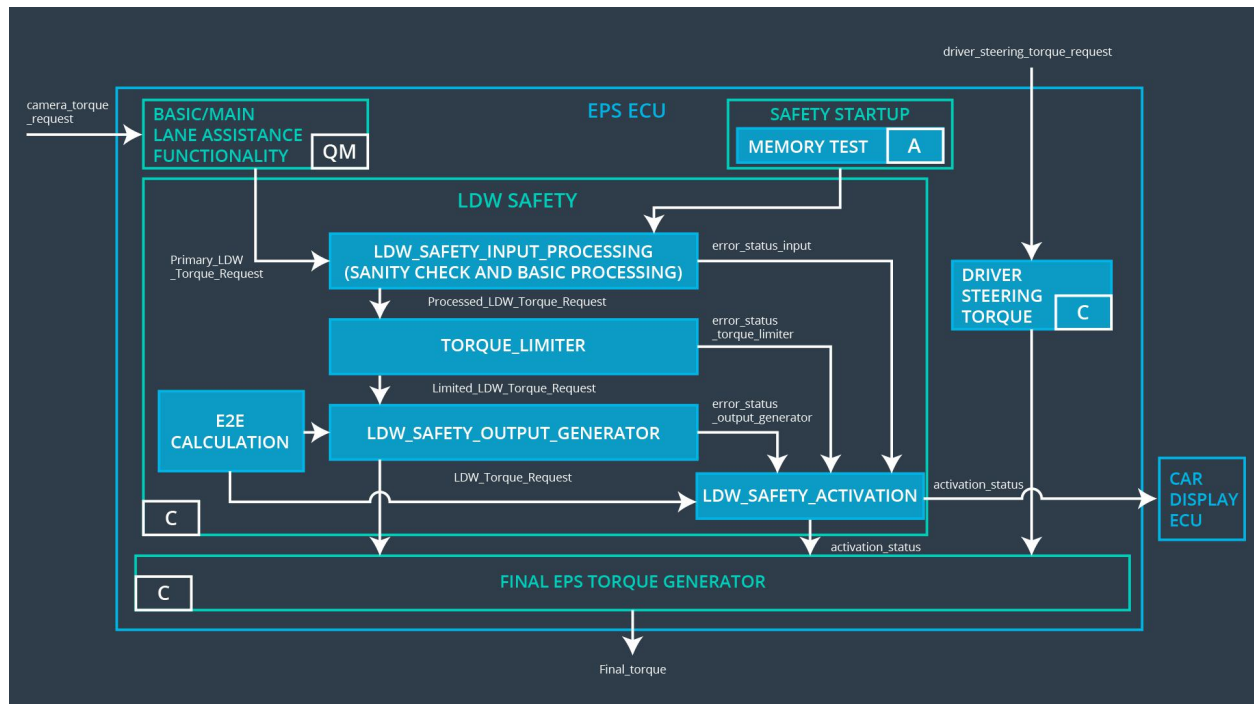 driver_steering_torque_request
camera_torque
_request
BASIC/MAIN
LANE ASSISTANCE
FUNCTIONALITY
QM
EPS ECU
SAFETY STARTUP
MEMORY TEST
A
LDW SAFETY
Primary_LDW
_Torque_Request
LDW_SAFETY_INPUT_PROCESSING
(SANITY CHECK AND BASIC PROCESSING)
error_status_input
DRIVER
STEERING
TORQUE
C
Processed_LDW_Torque_Request
TORQUE_LIMITER
error_status
_torque_limiter
Limited_LDW_Torque_Request
E2E
CALCULATION
LDW_SAFETY_OUTPUT_GENERATOR
error_status
_output_generator
LDW_Torque_Request
LDW_SAFETY_ACTIVATION
activation_status
CAR
DISPLAY
ECU
C
activation_status
C
FINAL EPS TORQUE GENERATOR
Final_torque